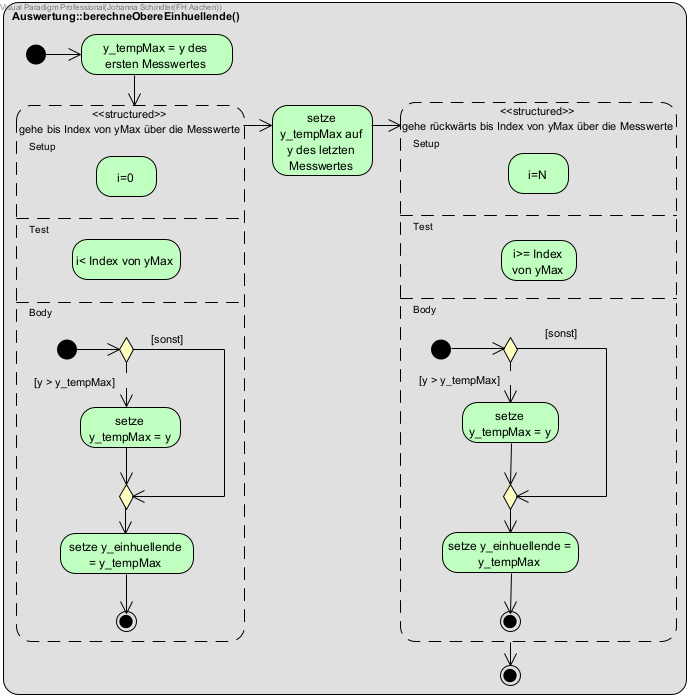 Visual Paradigm Professional(Johanna Schindler(FH Aachen))
Auswertung::berechneObereEinhuellende()
y_tempMax = y des
ersten Messwertes
<<structured>>
gehe bis Index von yMax über die Messwerte
Setup
i=0
Test
i< Index von yMax
Body
[sonst]
[y > y_tempMax]
setze
y_tempMax = y
setze y_einhuellende
= y_tempMax
setze
y_tempMax auf
y des letzten
Messwertes
<<structured>>
gehe rückwärts bis Index von yMax über die Messwerte
Setup
i=N
Test
i>= Index
von yMax
Body
[sonst]
[y > y_tempMax]
setze
y_tempMax = y
setze y_einhuellende =
y_tempMax